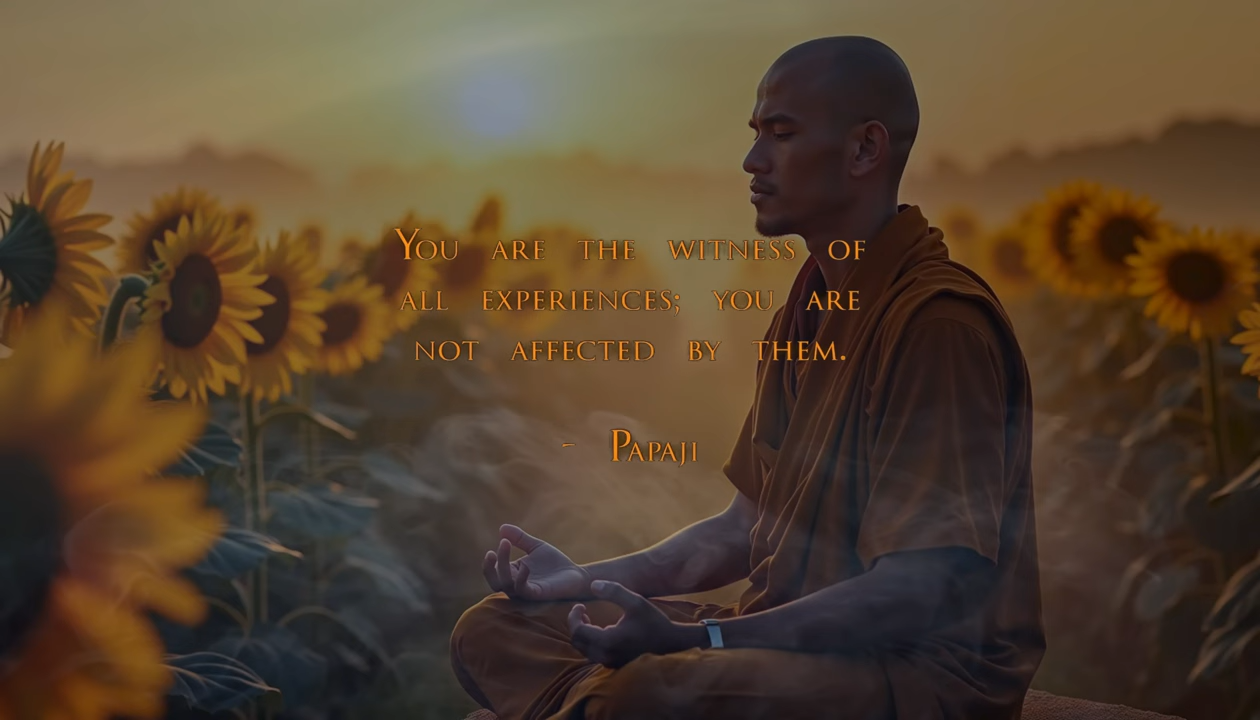 You are the witness of
all experiences; you are
not affected by them.
- Papaji